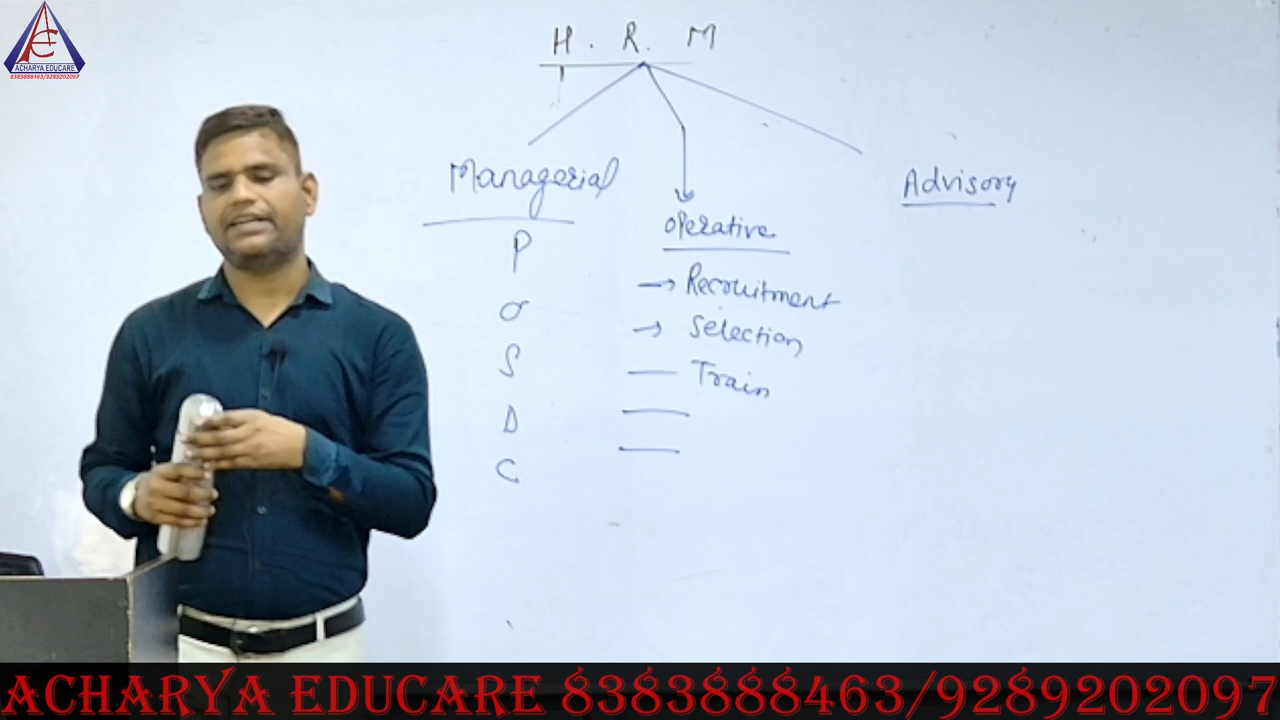 ACHARYA EDUCARE
8383888463/9289202097
H. R. M
Managerial
P
O
S
D
C
Operative
→ Recruitment
→ Selection
— Train
Advisory
ACHARYA EDUCARE 8383888463/9289202097